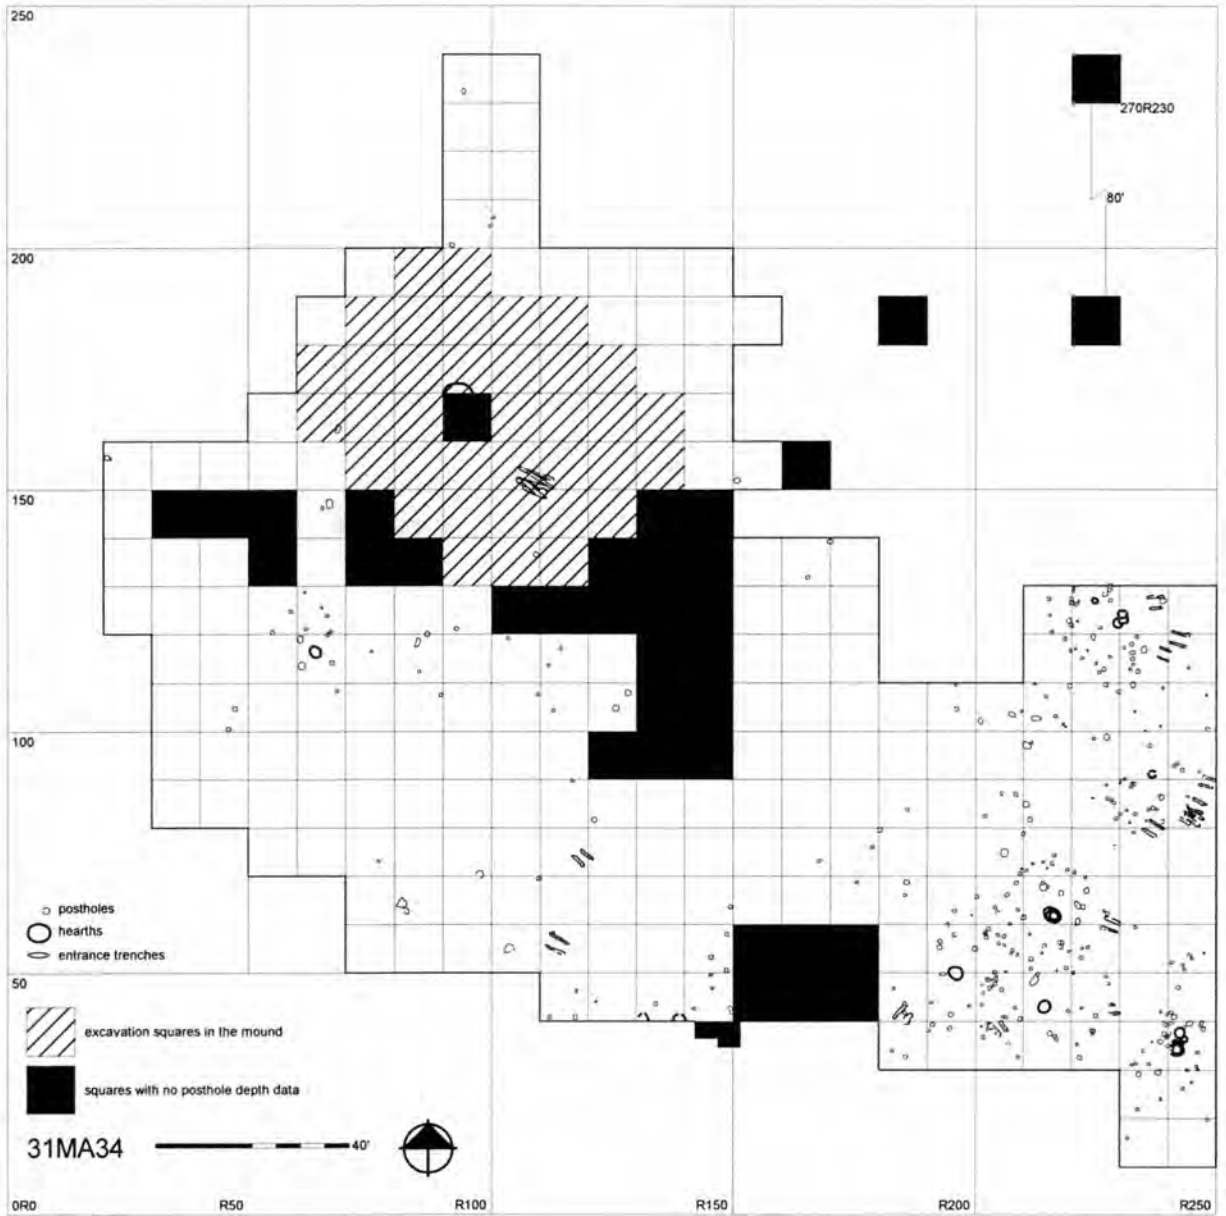 250
270R230
80'
200
150
100
postholes
hearths
entrance trenches
50
excavation squares in the mound
squares with no posthole depth data
31MA34 40'
0R0 R50 R100 R150 R200 R250